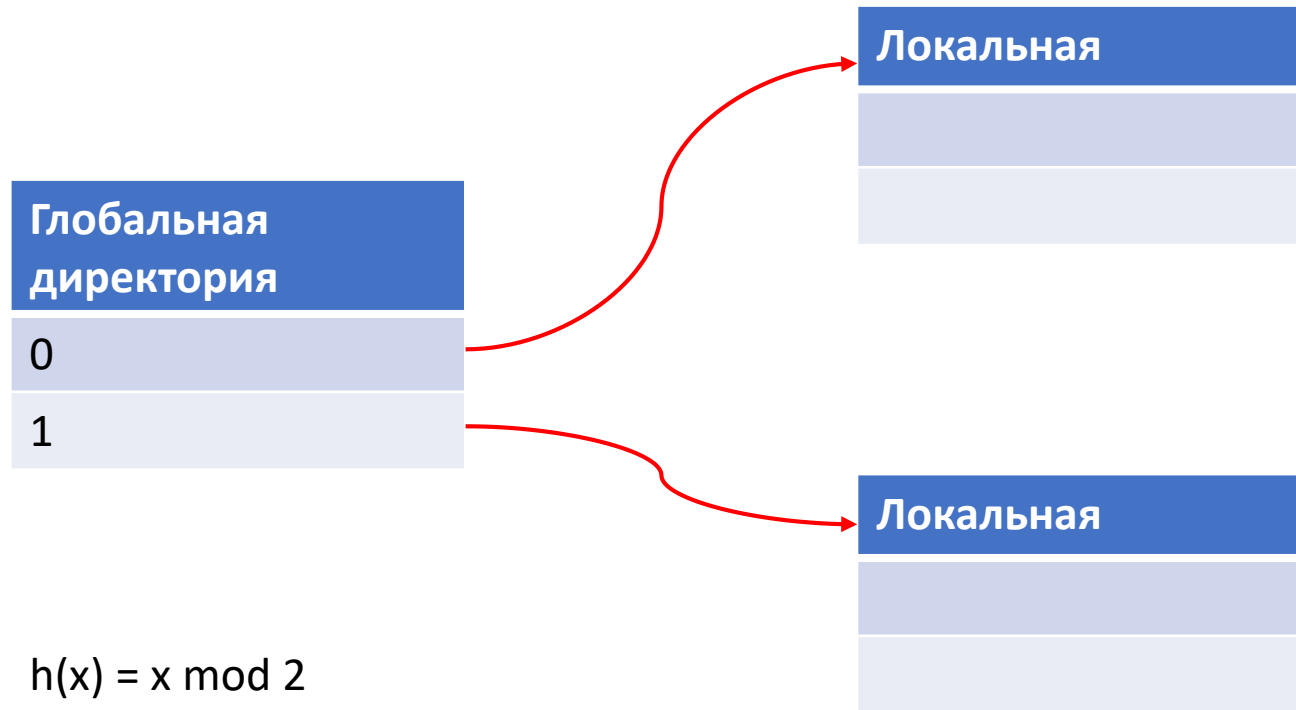 Локальная
Глобальная
директория
0
1
Локальная
h(x) = x mod 2